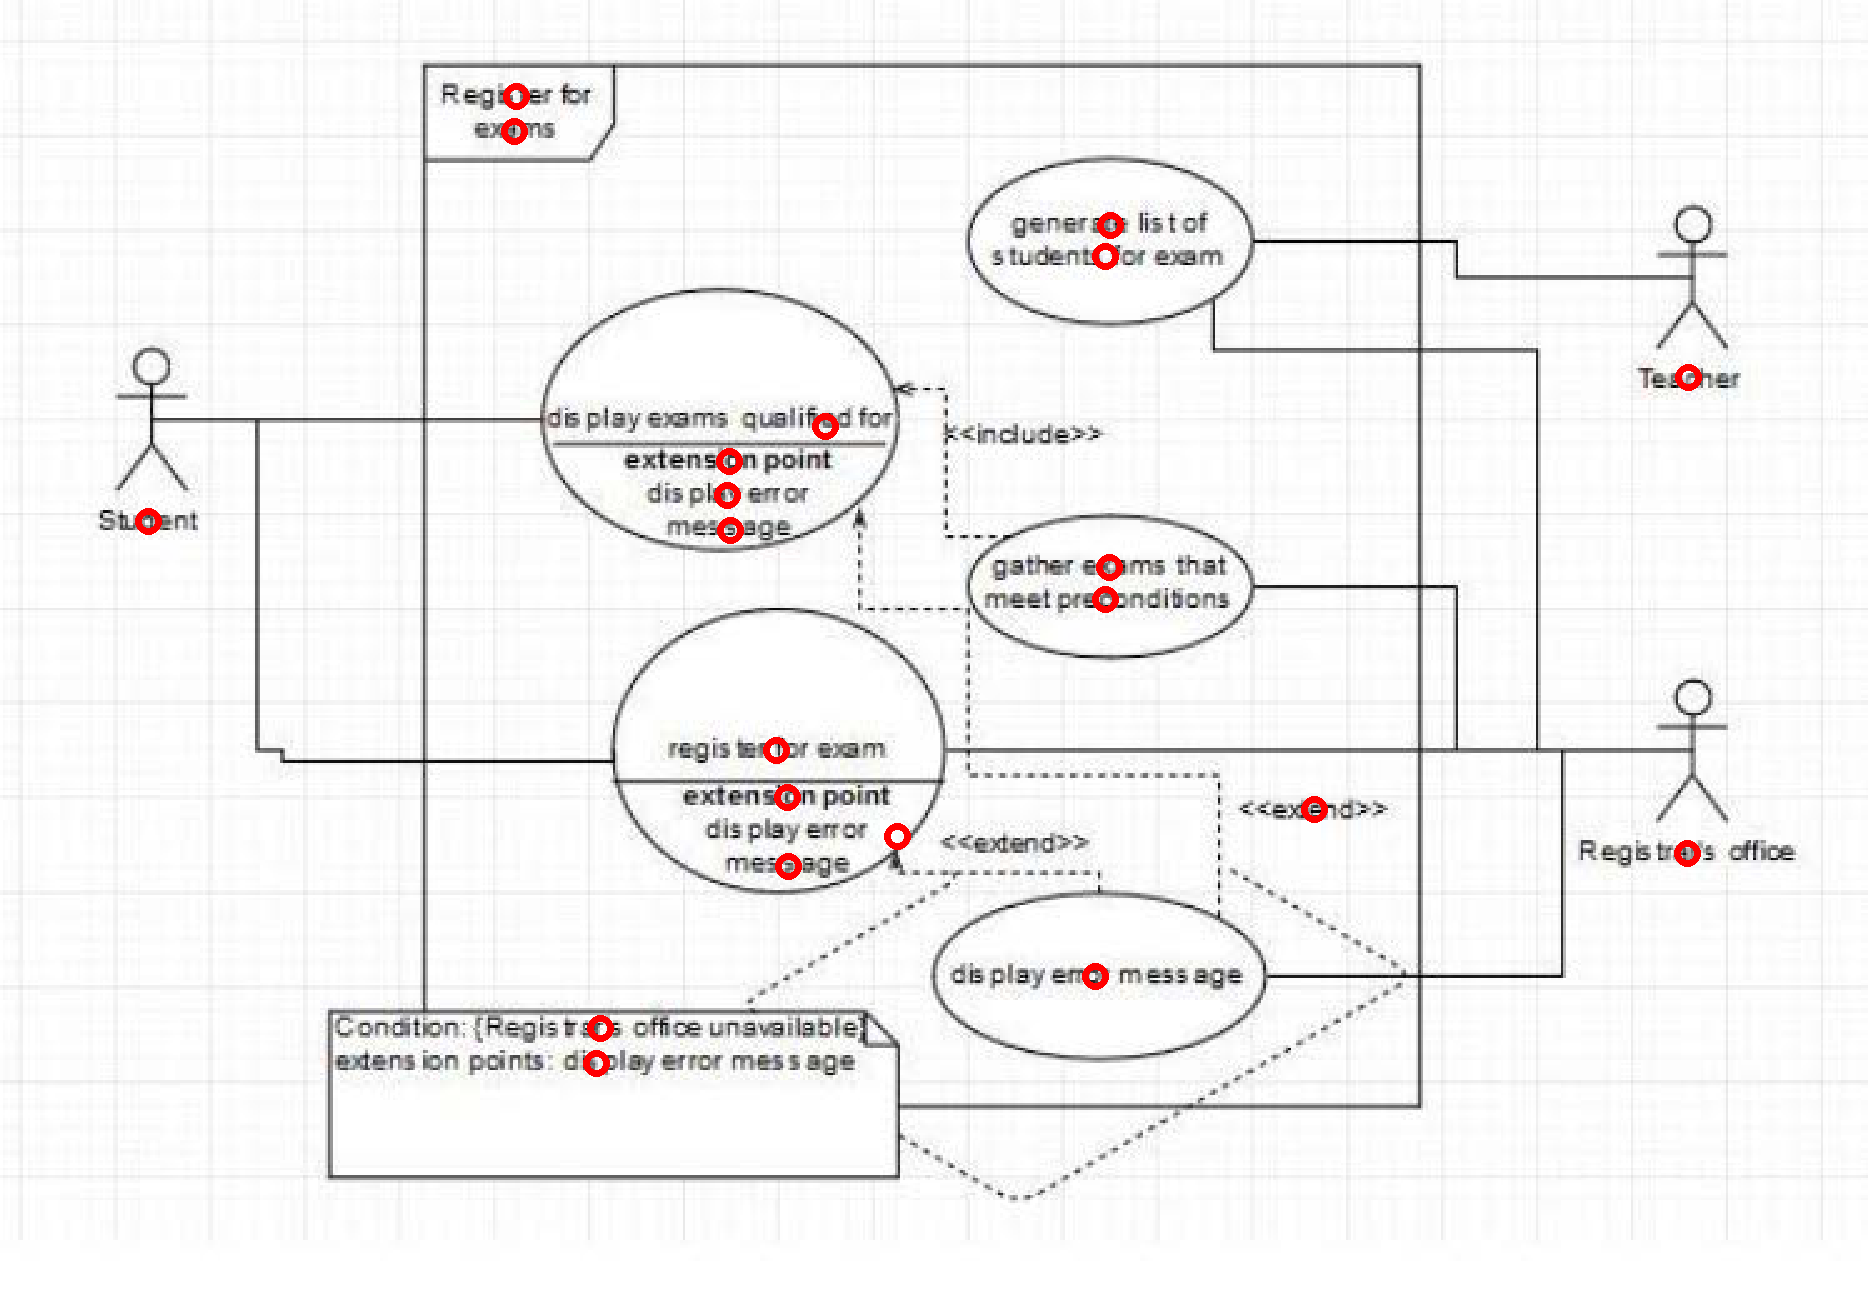 Register for
exams
generate list of
students for exam
Teacher
Student
display exams qualified for
extension point
display error
message
<<include>>
gather exams that
meet preconditions
register for exam
extension point
display error
message
<<extend>>
<<extend>>
Registrar's office
display error message
Condition: {Registrar's office unavailable}
extension points: display error message